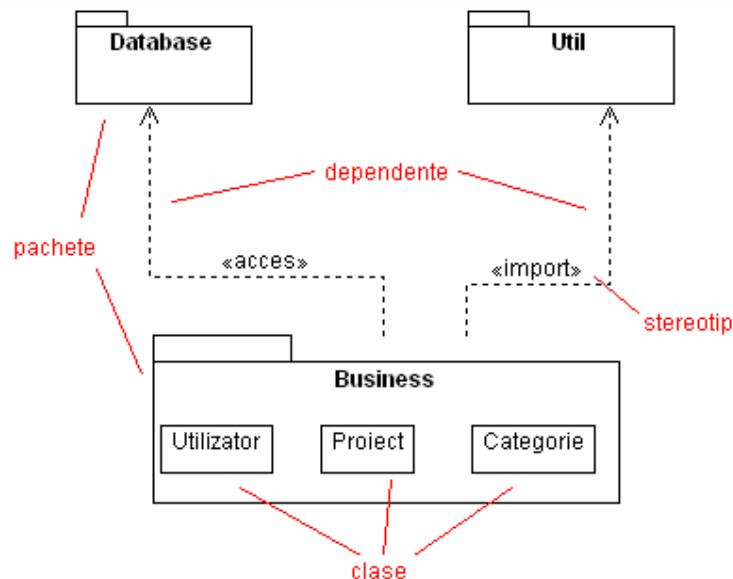 Database
Util
dependente
pachete
«acces»
«import»
stereotip
Business
Utilizator
Proiect
Categorie
clase